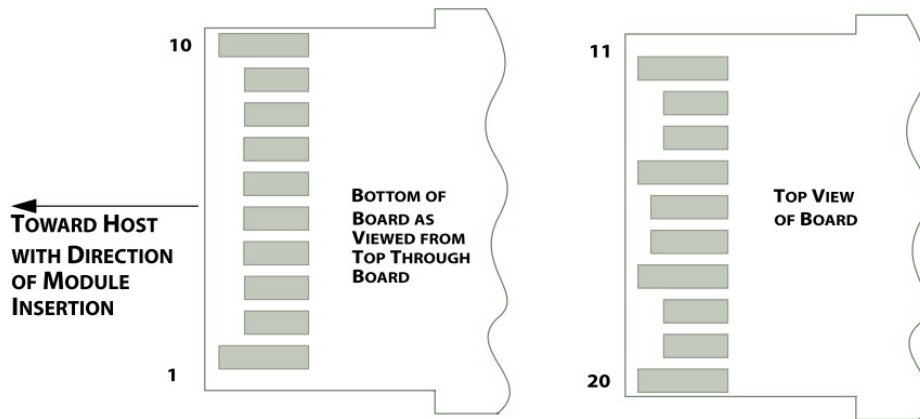 10
1
TOWARD HOST
WITH DIRECTION
OF MODULE
INSERTION
BOTTOM OF
BOARD AS
VIEWED FROM
TOP THROUGH
BOARD
11
20
TOP VIEW
OF BOARD